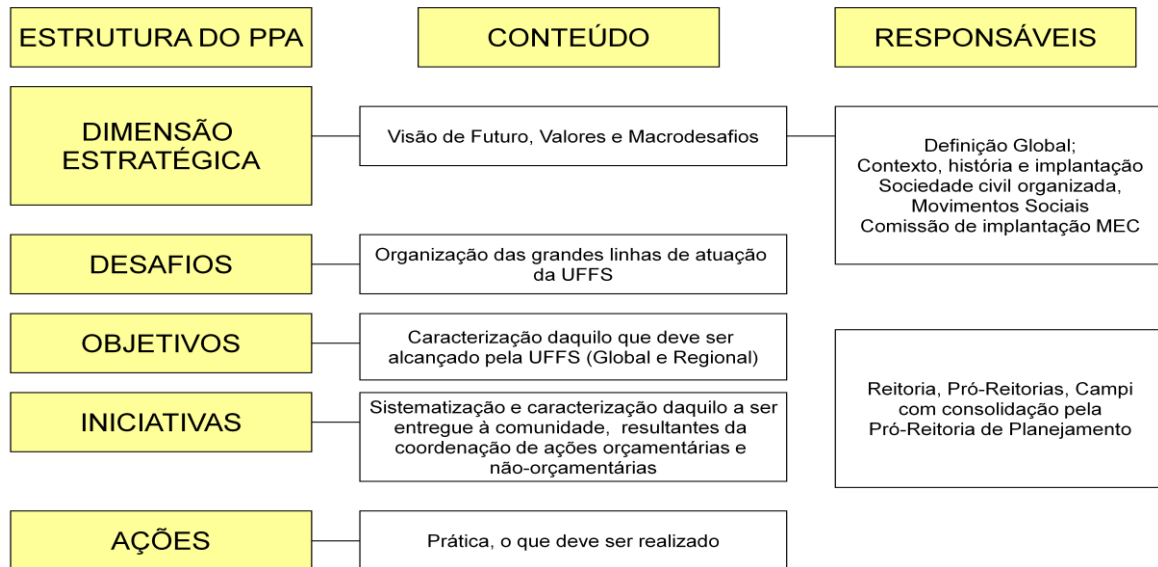 ESTRUTURA DO PPA
CONTEÚDO
RESPONSÁVEIS
DIMENSÃO
ESTRATÉGICA
Visão de Futuro, Valores e Macrodesafios
Definição Global;
Contexto, história e implantação
Sociedade civil organizada,
Movimentos Sociais
Comissão de implantação MEC
DESAFIOS
Organização das grandes linhas de atuação
da UFFS
OBJETIVOS
Caracterização daquilo que deve ser
alcançado pela UFFS (Global e Regional)
INICIATIVAS
Sistematização e caracterização daquilo a ser
entregue à comunidade, resultantes da
coordenação de ações orçamentárias e
não-orçamentárias
Reitoria, Pró-Reitorias, Campi
com consolidação pela
Pró-Reitoria de Planejamento
AÇÕES
Prática, o que deve ser realizado